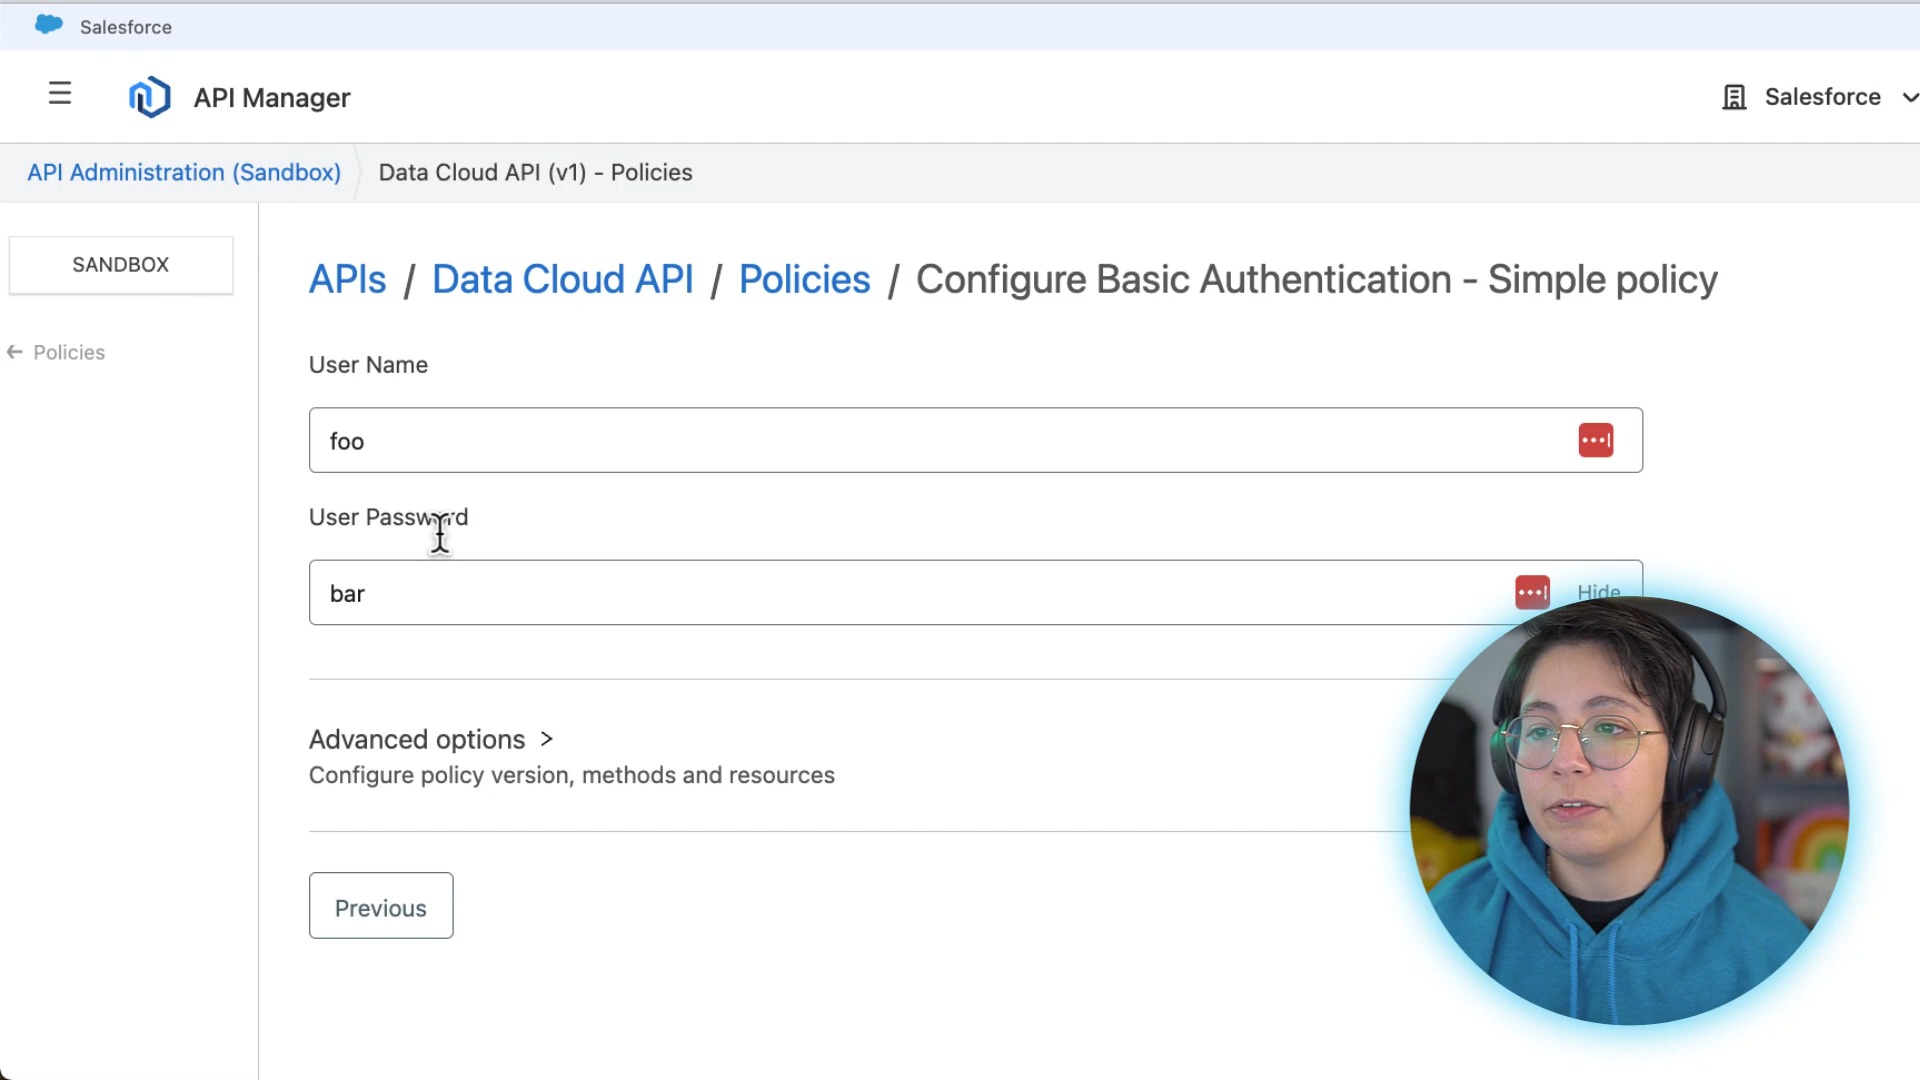 Salesforce
API Manager
Salesforce
API Administration (Sandbox)
Data Cloud API (v1) - Policies
SANDBOX
← Policies
APIs / Data Cloud API / Policies / Configure Basic Authentication - Simple policy
User Name
foo
User Password
bar
Hide
Advanced options >
Configure policy version, methods and resources
Previous